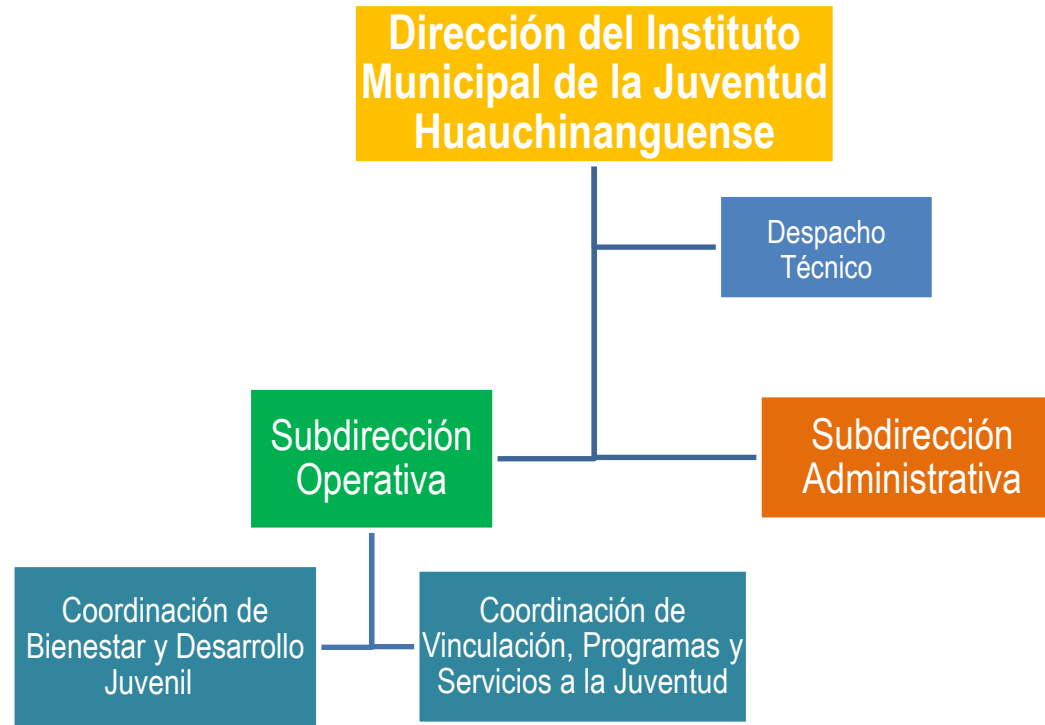 Dirección del Instituto
Municipal de la Juventud
Huauchinanguense
Despacho
Técnico
Subdirección
Operativa
Subdirección
Administrativa
Coordinación de
Bienestar y Desarrollo
Juvenil
Coordinación de
Vinculación, Programas y
Servicios a la Juventud